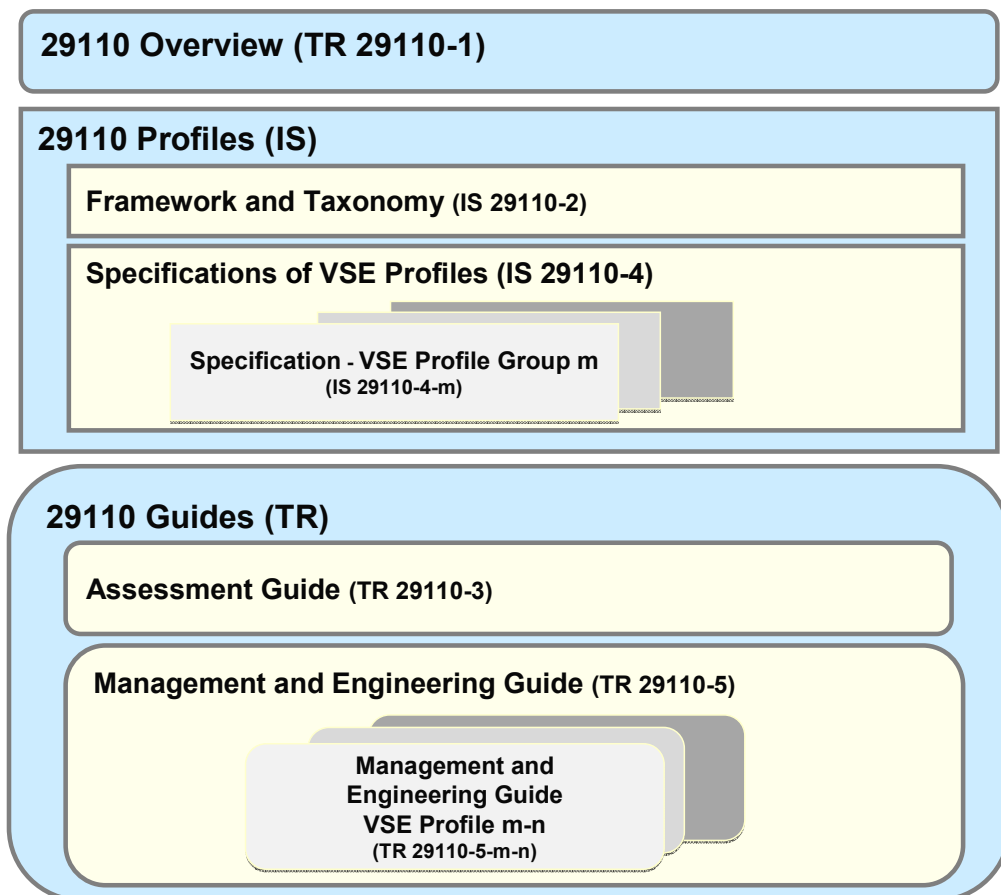 29110 Overview (TR 29110-1)
29110 Profiles (IS)
Framework and Taxonomy (IS 29110-2)
Specifications of VSE Profiles (IS 29110-4)
Specification - VSE Profile Group m
(IS 29110-4-m)
29110 Guides (TR)
Assessment Guide (TR 29110-3)
Management and Engineering Guide (TR 29110-5)
Management and
Engineering Guide
VSE Profile m-n
(TR 29110-5-m-n)